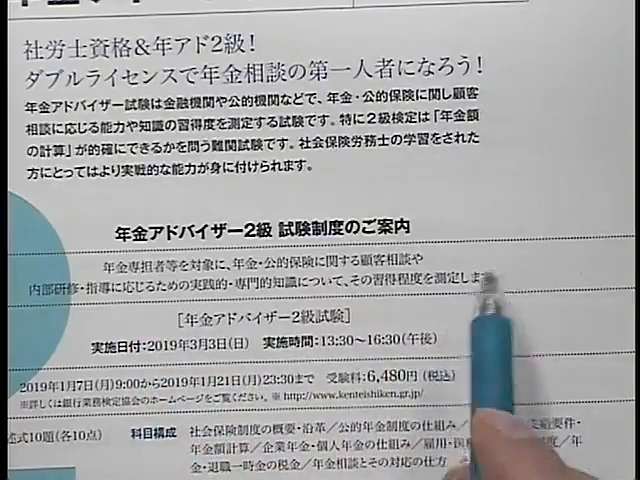 社労士資格&年アド2級!
ダブルライセンスで年金相談の第一人者になろう!
年金アドバイザー試験は金融機関や公的機関などで、年金・公的保険に関し顧客
相談に応じる能力や知識の習得度を測定する試験です。特に2級検定は「年金額
の計算」が的確にできるかを問う難関試験です。社会保険労務士の学習をされた
方にとってはより実戦的な能力が身に付けられます。
年金アドバイザー2級 試験制度のご案内
年金専担者等を対象に、年金・公的保険に関する顧客相談や
内部研修・指導に応じるための実践的・専門的知識について、その習得程度を測定しま
[年金アドバイザー2級試験]
実施日付:2019年3月3日(日) 実施時間:13:30~16:30(午後)
2019年1月7日(月)9:00から2019年1月21日(月)23:30まで 受験料:6,480円(税込)
※詳しくは銀行業務検定協会のホームページをご覧ください。※ http://www.kenteishiken.gr.jp/
述式10題(各10点) 科目構成 社会保険制度の概要・沿革/公的年金制度の仕組み/ 支給要件・
年金額計算/企業年金・個人年金の仕組み/雇用・医 度/年
金・退職一時金の税金/年金相談とその対応の仕方